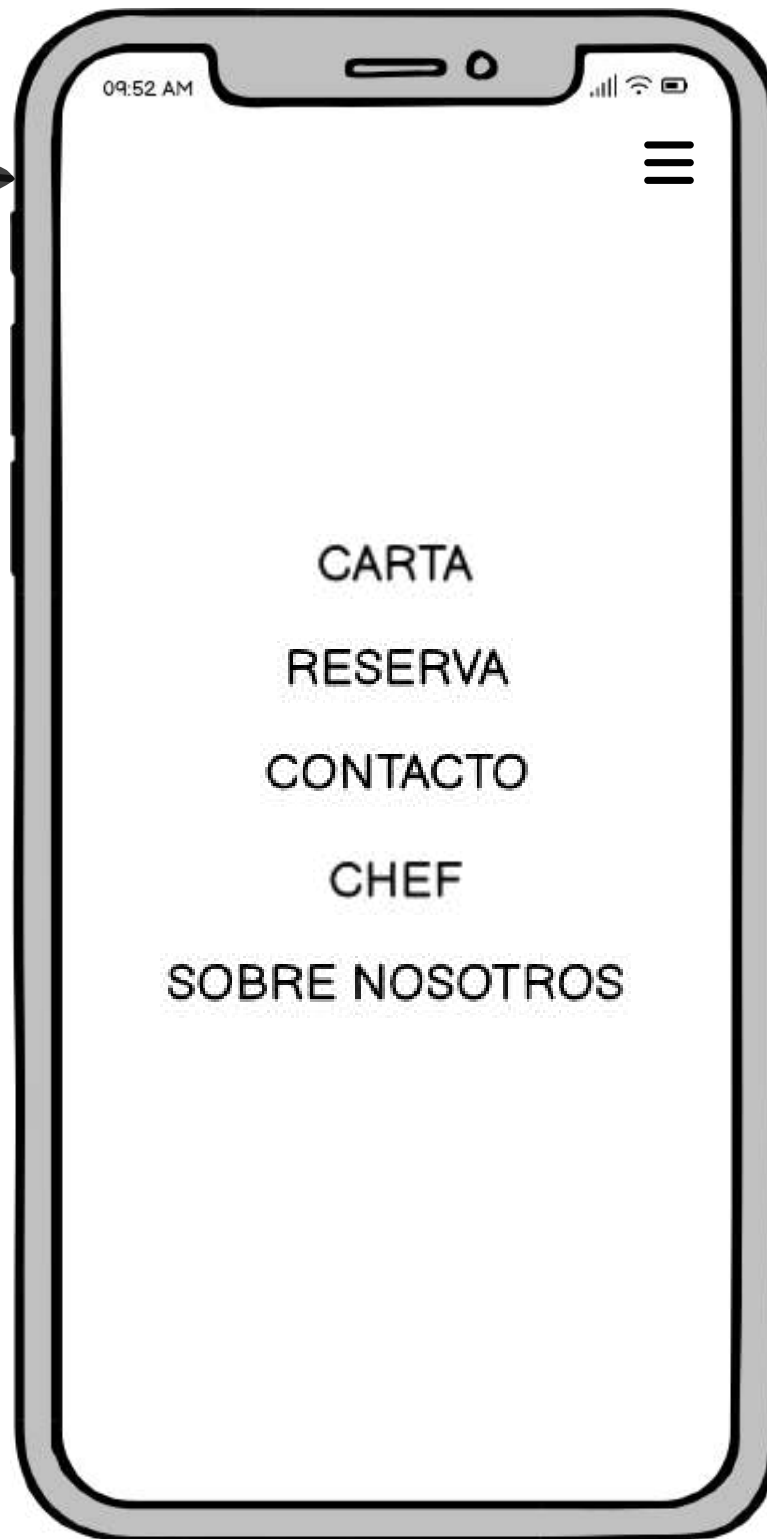 09:52 AM
CARTA
RESERVA
CONTACTO
CHEF
SOBRE NOSOTROS